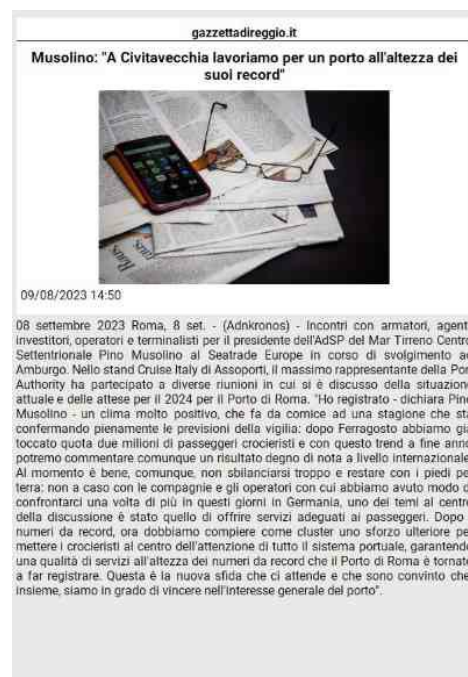 gazzettadireggio.it
Musolino: "A Civitavecchia lavoriamo per un porto all'altezza dei
suoi record"
09/08/2023 14:50
08 settembre 2023 Roma, 8 set. - (Adnkronos) - Incontri con armatori, agent
investitori, operatori e terminalisti per il presidente dell'AdSP del Mar Tirreno Centro
Settentrionale Pino Musolino al Seatrade Europe in corso di svolgimento ad
Amburgo. Nello stand Cruise Italy di Assoporti, il massimo rappresentante della Por
Authority ha partecipato a diverse riunioni in cui si è discusso della situazione
attuale e delle attese per il 2024 per il Porto di Roma. "Ho registrato - dichiara Pino
Musolino - un clima molto positivo, che fa da cornice ad una stagione che sta
confermando pienamente le previsioni della vigilia: dopo Ferragosto abbiamo già
toccato quota due milioni di passeggeri crocieristi e con questo trend a fine anno
potremo commentare comunque un risultato degno di nota a livello internazionale
Al momento è bene, comunque, non sbilanciarsi troppo e restare con i piedi pe
terra: non a caso con le compagnie e gli operatori con cui abbiamo avuto modo d
confrontarci una volta di più in questi giorni in Germania, uno dei temi al centro
della discussione è stato quello di offrire servizi adeguati ai passeggeri. Dopo
numeri da record, ora dobbiamo compiere come cluster uno sforzo ulteriore pe
mettere i crocieristi al centro dell'attenzione di tutto il sistema portuale, garantendo
una qualità di servizi all'altezza dei numeri da record che il Porto di Roma è tornato
a far registrare. Questa è la nuova sfida che ci attende e che sono convinto che
insieme, siamo in grado di vincere nell'interesse generale del porto".